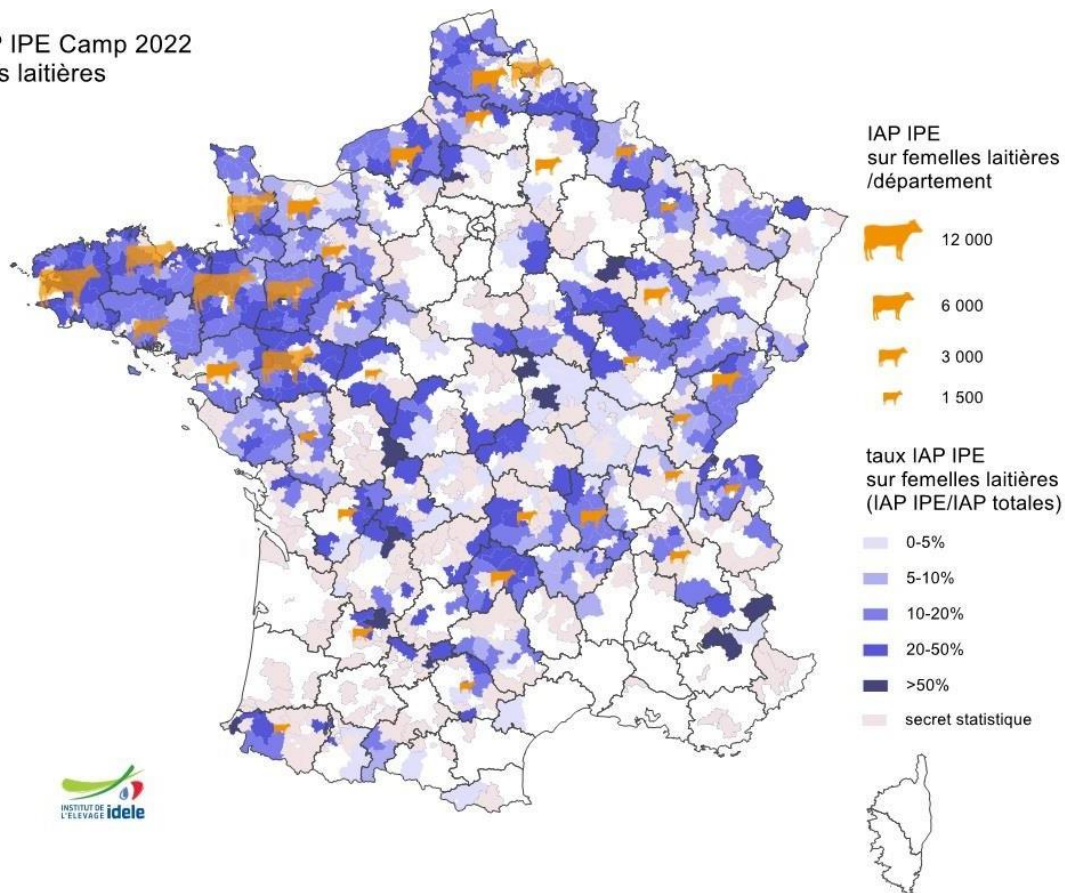 IPE Camp 2022
laitières
IAP IPE
sur femelles laitières
/département
12 000
6 000
3 000
1 500
taux IAP IPE
sur femelles laitières
(IAP IPE/IAP totales)
0-5%
5-10%
10-20%
20-50%
>50%
secret statistique
INSTITUT DE
L'ELEVAGE idele